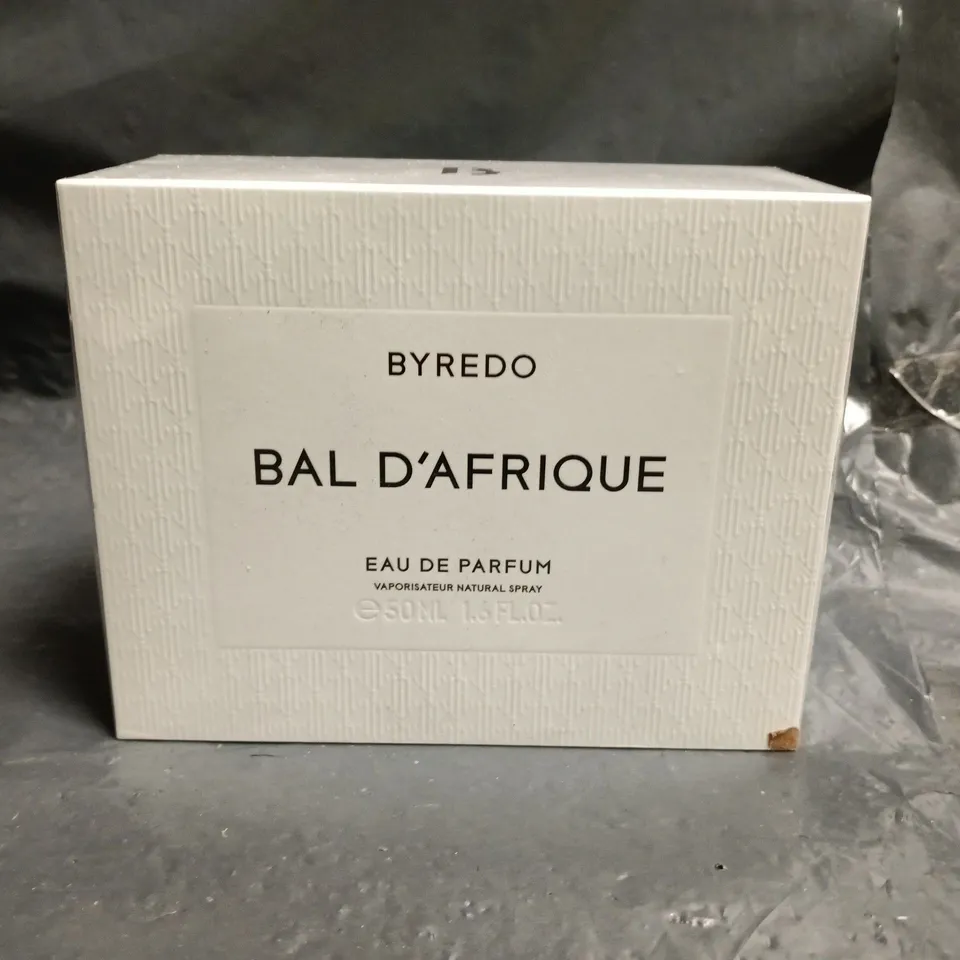 B
BYREDO
BAL D'AFRIQUE
EAU DE PARFUM
VAPORISATEUR NATURAL SPRAY
℮50ML 1.6FL.OZ.